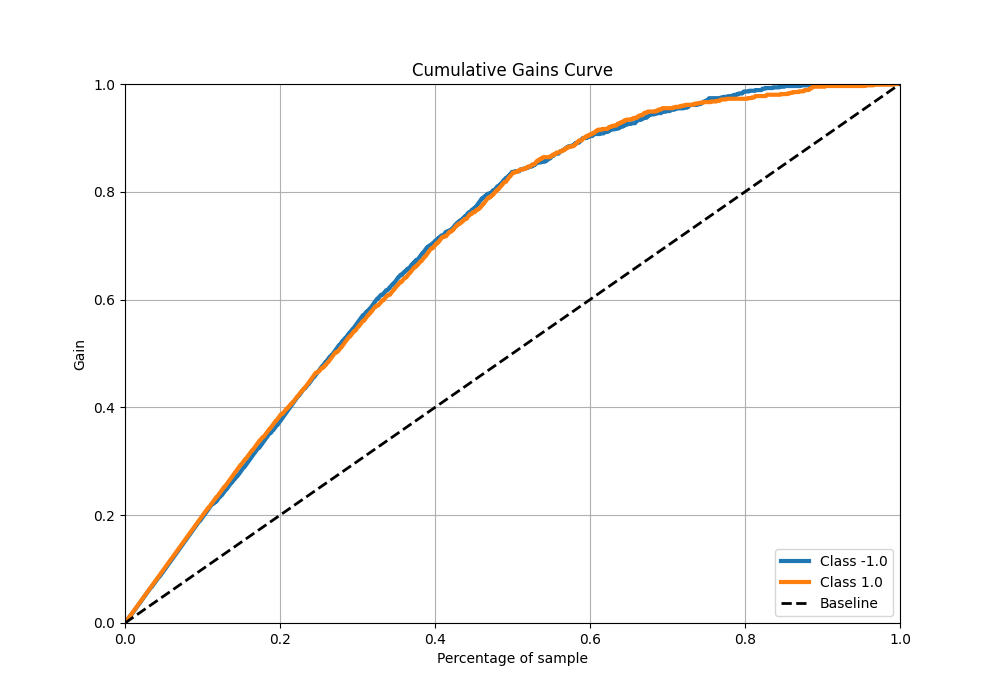 Cumulative Gains Curve
1.0
0.8
0.6
0.4
0.2
0.0
Gain
0.0 0.2 0.4 0.6 0.8 1.0
Percentage of sample
Class -1.0
Class 1.0
Baseline